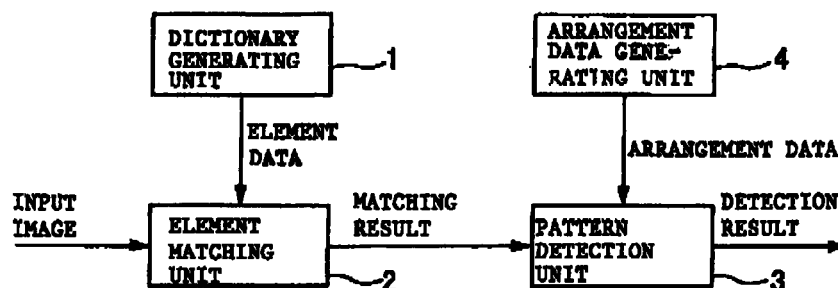 DICTIONARY
GENERATING
UNIT
1
ARRANGEMENT
DATA GENE-
RATING UNIT
4
ELEMENT
DATA
ARRANGEMENT DATA
INPUT
IMAGE
ELEMENT
MATCHING
UNIT
2
MATCHING
RESULT
PATTERN
DETECTION
UNIT
3
DETECTION
RESULT